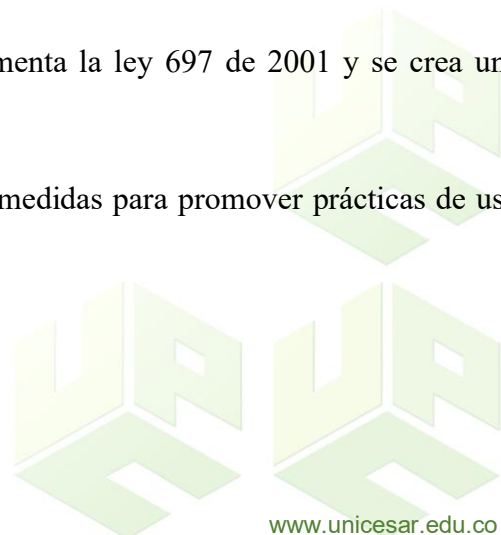 menta la ley 697 de 2001 y se crea un
medidas para promover prácticas de us
www.unicesar.edu.co